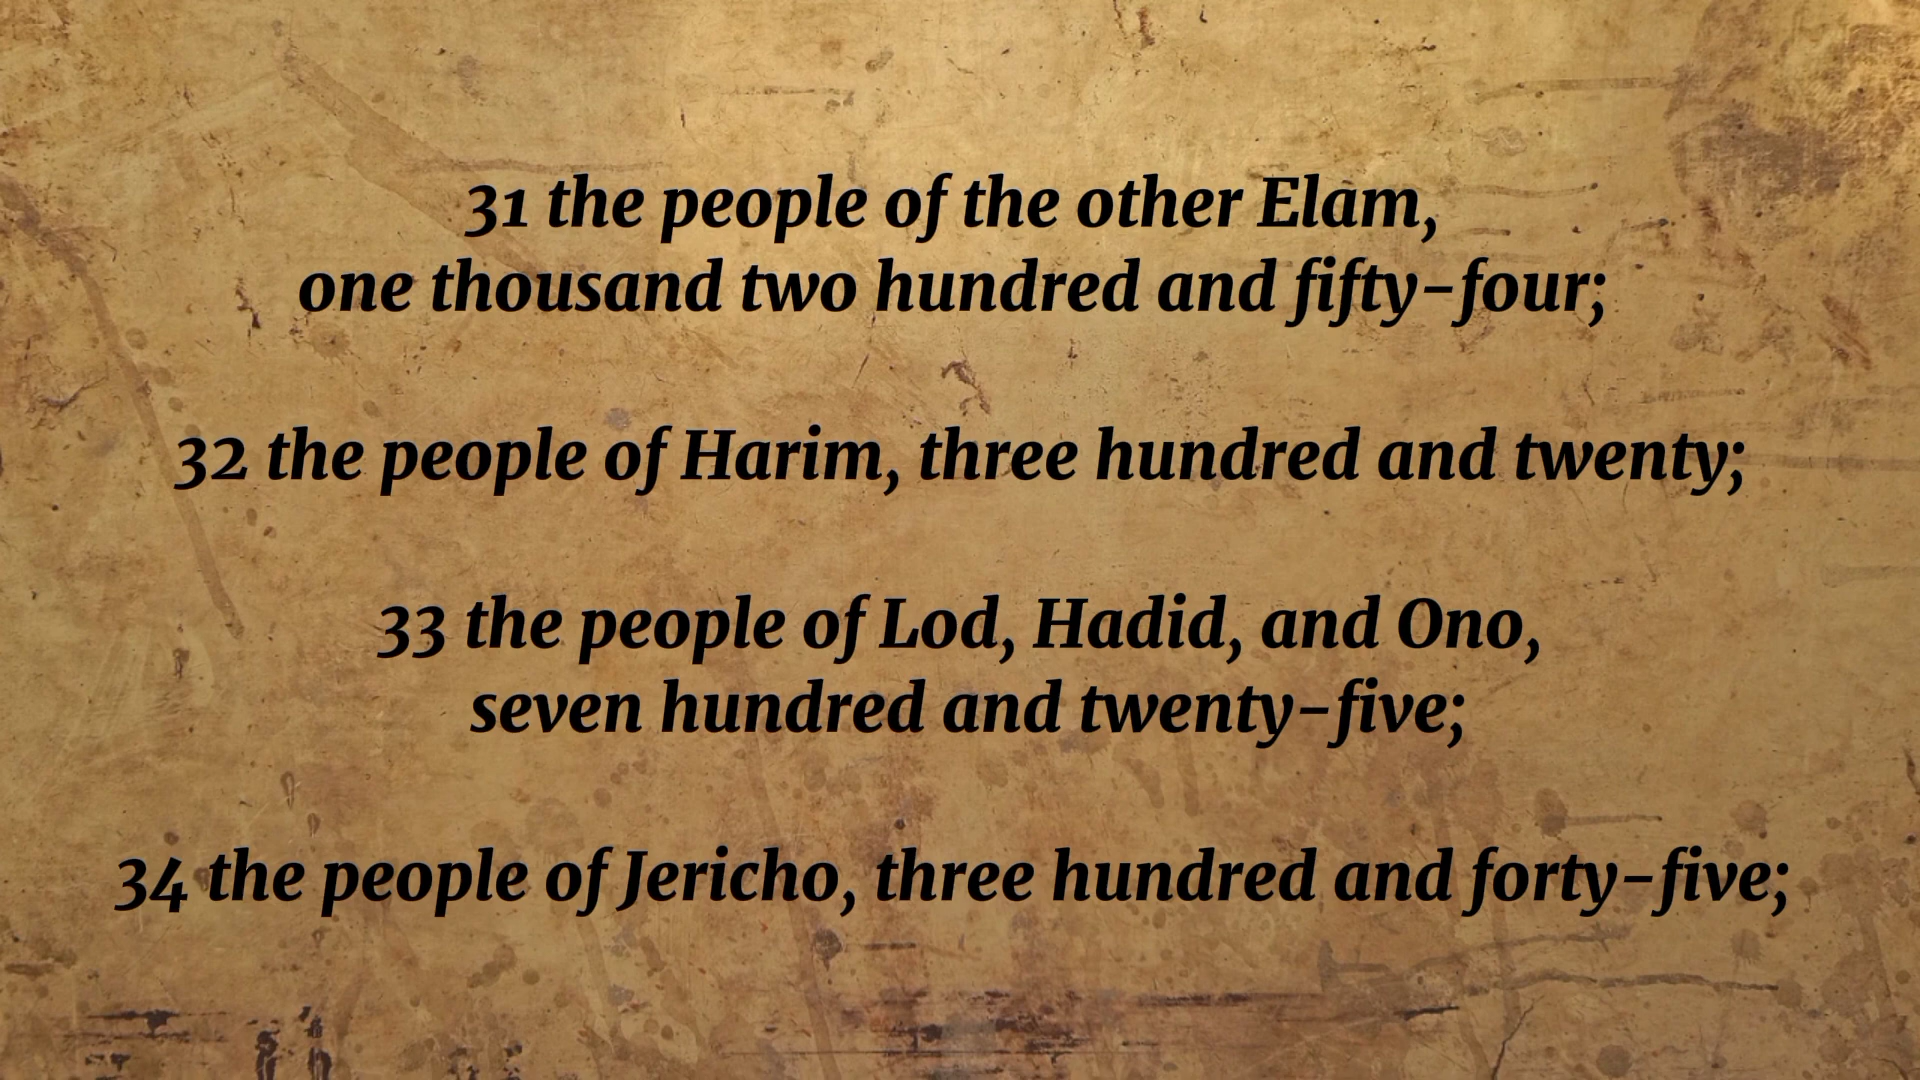 31 the people of the other Elam,
one thousand two hundred and fifty-four;
32 the people of Harim, three hundred and twenty;
33 the people of Lod, Hadid, and Ono,
seven hundred and twenty-five;
34 the people of Jericho, three hundred and forty-five;